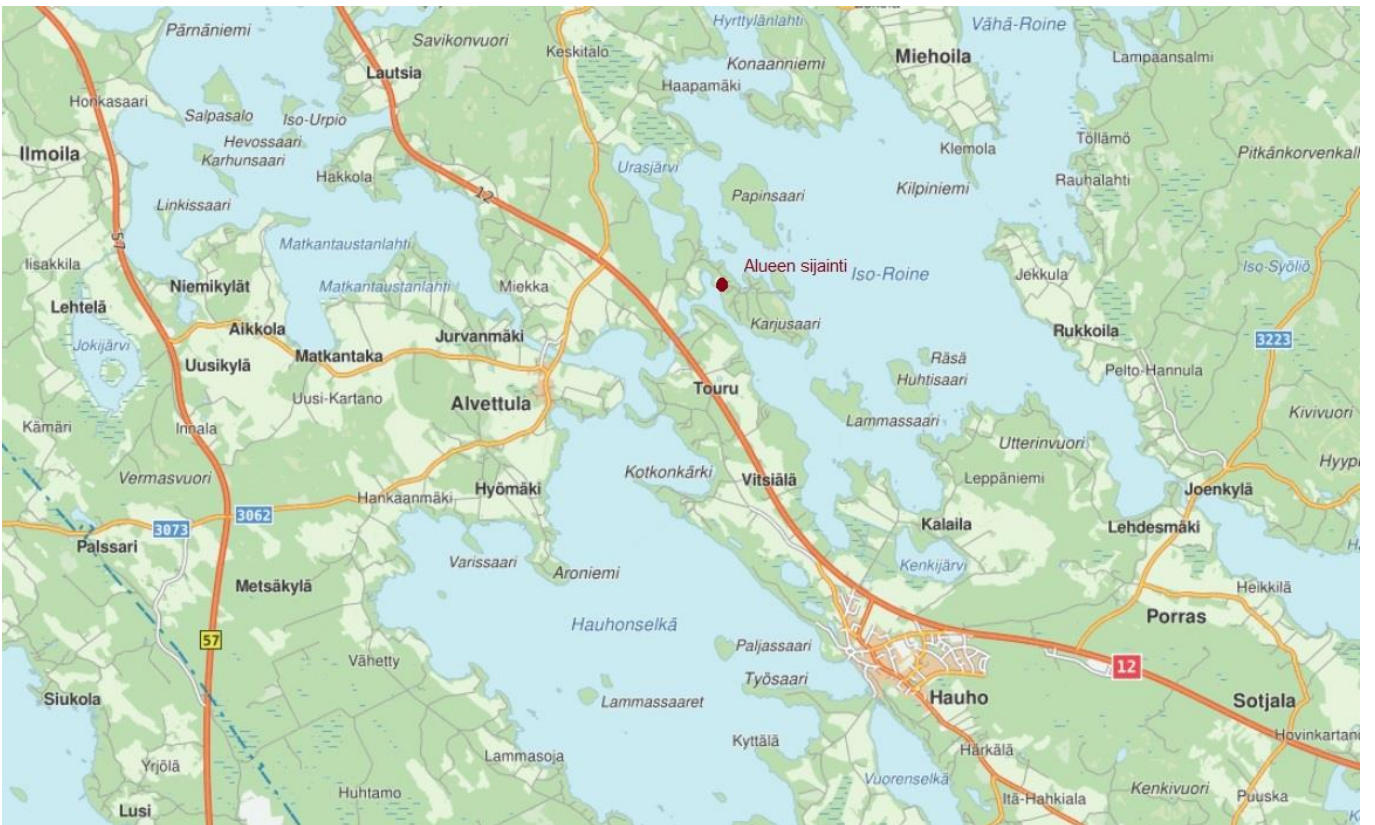 Pärnäniemi
Hyrttylänlahti
Vähä-Roine
Savikonvuori
Keskitalo
Konaanniemi
Miehoila
Lampaansalmi
Lautsia
Haapamäki
Honkasaari
Salpasalo
Iso-Urpio
Hevossaari
Töllämö
Karhunsaari
Klemola
Ilmoila
Pitkänkorvenkall
Hakkola
Urasjärvi
Rauhalahti
Papinsaari
Kilpiniemi
12
Linkissaari
57
Matkantaustanlahti
Iisakkila
Alueen sijainti
Iso-Roine
Iso-Syöliö
Jekkula
Niemikylät
Matkantaustanlahti
Miekka
Lehtelä
Karjusaari
Aikkola
Jurvanmäki
Rukkoila
3223
Jokijärvi
Matkantaka
Räsä
Uusikylä
Pelto-Hannula
Huhtisaari
Touru
Uusi-Kartano
Alvettula
Kivivuori
Lammassaari
Kämäri
Innala
Utterinvuori
Hyypi
Vermasvuori
Kotkonkärki
Vitsiälä
Leppäniemi
Hyömäki
Joenkylä
Hankaanmäki
3062
3073
Kalaila
Lehdesmäki
Palssari
Varissaari
Aroniemi
Kenkijärvi
Metsäkylä
Heikkilä
Porras
Hauhonselkä
57
Paljassaari
Vähetty
12
Työsaari
Siukola
Lammassaaret
Hauho
Sotjala
Kyttälä
Hovinkartano
Härkälä
Lammasoja
Yrjölä
Vuorenselkä
Huhtamo
Kenkivuori
Itä-Hahkiala
Puuska
Lusi